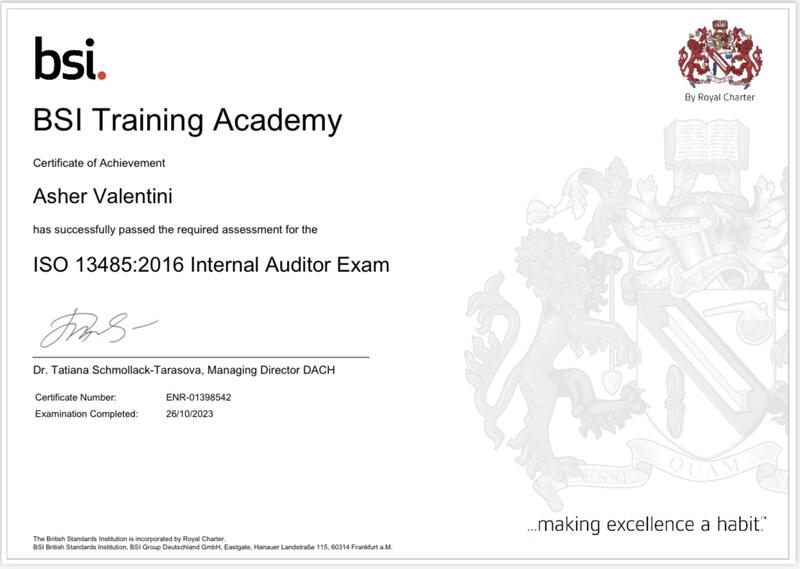 bsi.
By Royal Charter
BSI Training Academy
Certificate of Achievement
Asher Valentini
has successfully passed the required assessment for the
ISO 13485:2016 Internal Auditor Exam
Dr. Tatiana Schmollack-Tarasova, Managing Director DACH
Certificate Number: ENR-01398542
Examination Completed: 26/10/2023
ESSE QUAM
...making excellence a habit.™
The British Standards Institution is incorporated by Royal Charter.
BSI British Standards Institution, BSI Group Deutschland GmbH, Eastgate, Hanauer Landstraße 115, 60314 Frankfurt a.M.